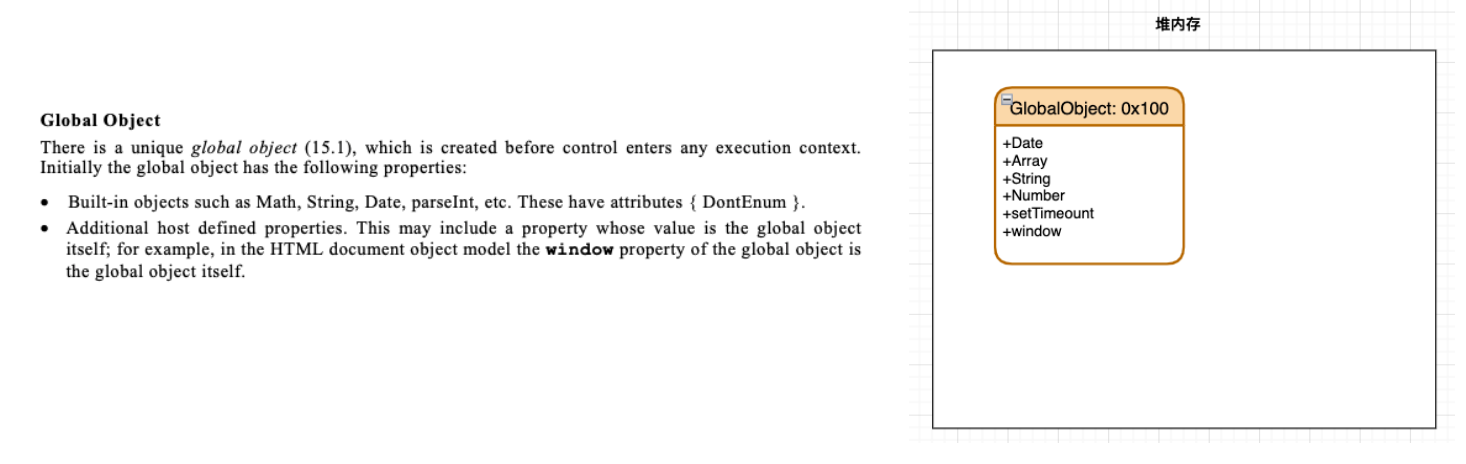 Global Object
There is a unique global object (15.1), which is created before control enters any execution context.
Initially the global object has the following properties:
• Built-in objects such as Math, String, Date, parseInt, etc. These have attributes { DontEnum }.
• Additional host defined properties. This may include a property whose value is the global object
itself; for example, in the HTML document object model the window property of the global object is
the global object itself.
堆内存
GlobalObject: 0x100
+Date
+Array
+String
+Number
+setTimeount
+window